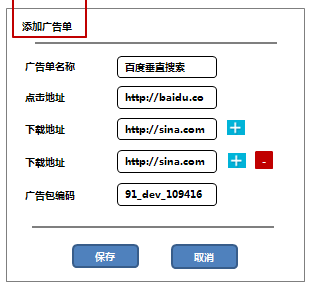 添加广告单
广告单名称 百度垂直搜索
点击地址 http://baidu.co
下载地址 http://sina.com +
下载地址 http://sina.com + -
广告包编码 91_dev_109416
保存 取消